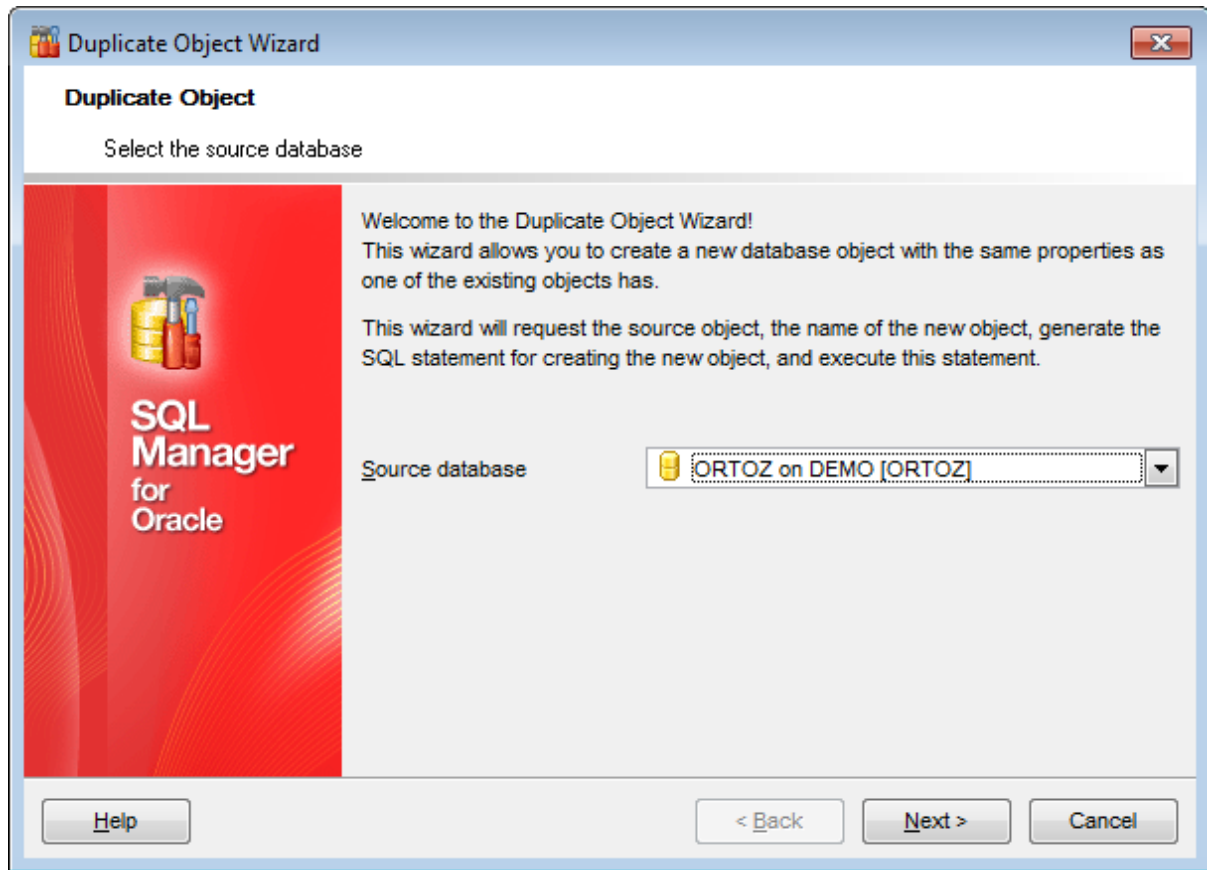 Duplicate Object Wizard
Duplicate Object
Select the source database
Welcome to the Duplicate Object Wizard!
This wizard allows you to create a new database object with the same properties as
one of the existing objects has.
This wizard will request the source object, the name of the new object, generate the
SQL statement for creating the new object, and execute this statement.
SQL
Manager
for
Oracle
Source database
ORTOZ on DEMO [ORTOZ]
Help
< Back
Next >
Cancel